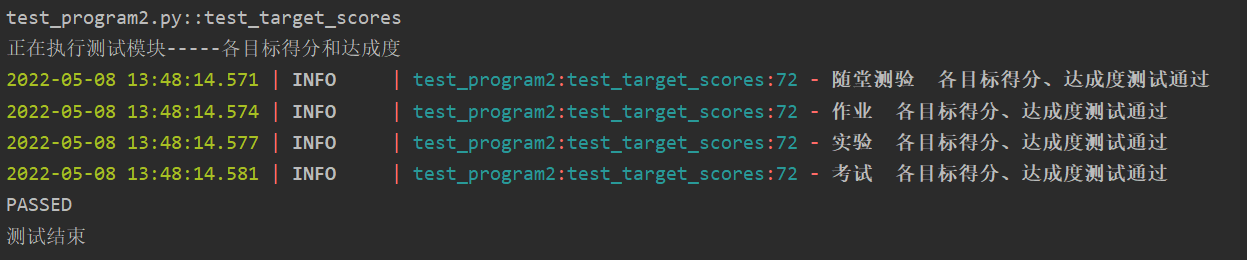 test_program2.py::test_target_scores
正在执行测试模块-----各目标得分和达成度
2022-05-08 13:48:14.571 | INFO     | test_program2:test_target_scores:72 - 随堂测验  各目标得分、达成度测试通过
2022-05-08 13:48:14.574 | INFO     | test_program2:test_target_scores:72 - 作业  各目标得分、达成度测试通过
2022-05-08 13:48:14.577 | INFO     | test_program2:test_target_scores:72 - 实验  各目标得分、达成度测试通过
2022-05-08 13:48:14.581 | INFO     | test_program2:test_target_scores:72 - 考试  各目标得分、达成度测试通过
PASSED
测试结束